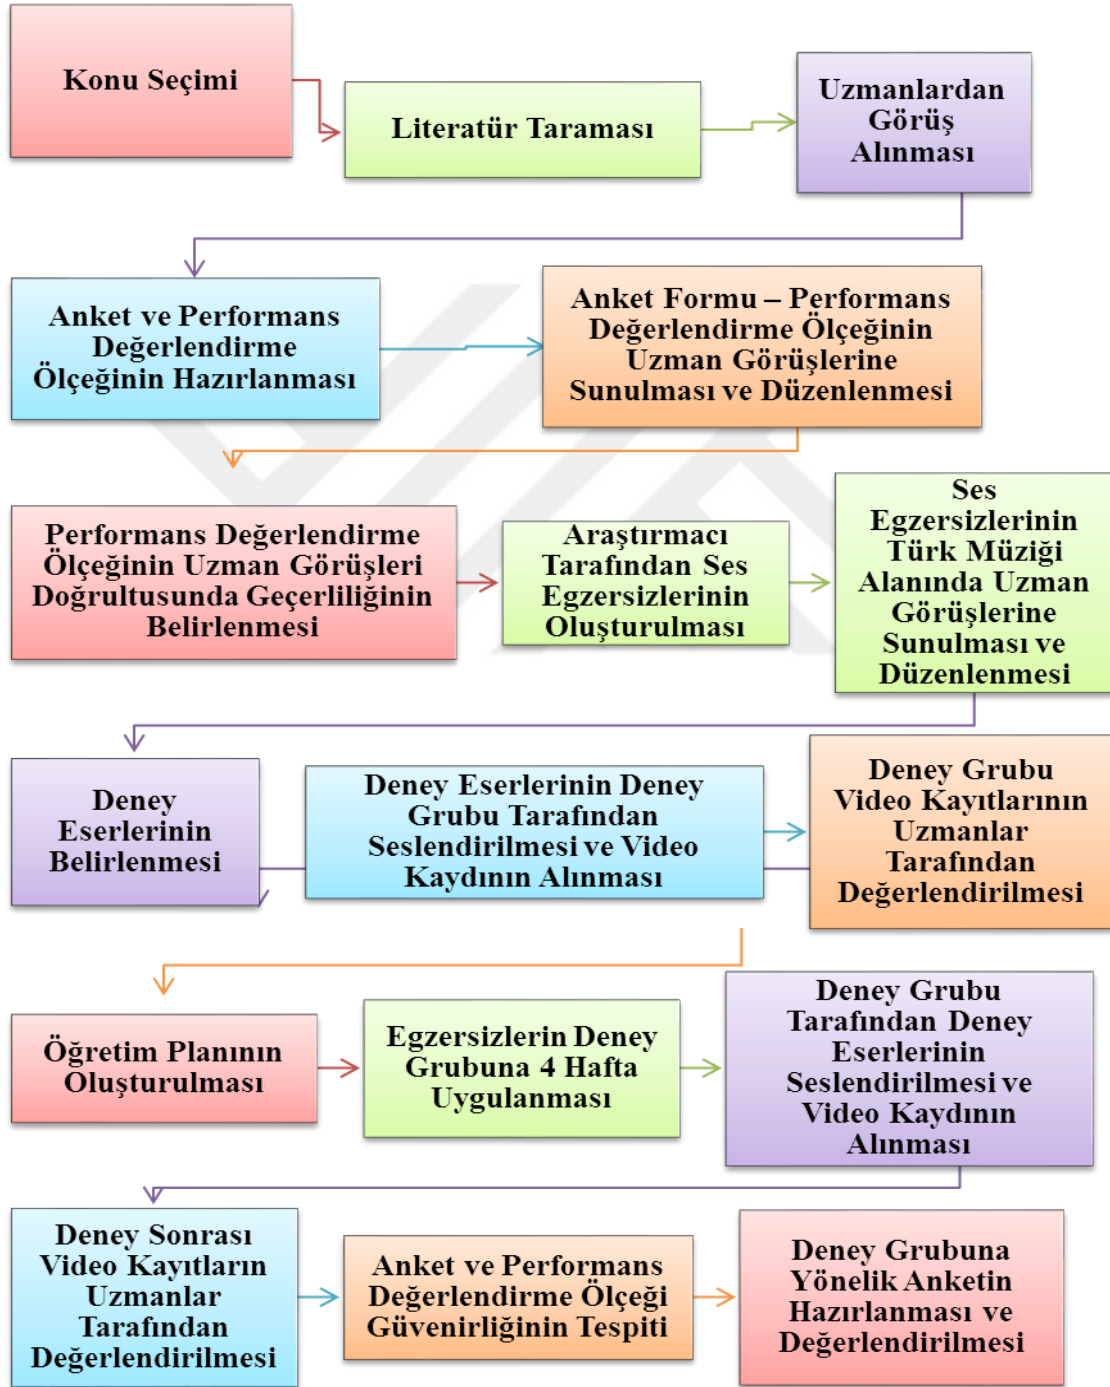 Konu Seçimi
Literatür Taraması
Uzmanlardan
Görüş
Alınması
Anket ve Performans
Değerlendirme
Ölçeğinin Hazırlanması
Anket Formu – Performans
Değerlendirme Ölçeğinin
Uzman Görüşlerine
Sunulması ve Düzenlenmesi
Performans Değerlendirme
Ölçeğinin Uzman Görüşleri
Doğrultusunda Geçerliliğinin
Belirlenmesi
Araştırmacı
Tarafından Ses
Egzersizlerinin
Oluşturulması
Ses
Egzersizlerinin
Türk Müziği
Alanında Uzman
Görüşlerine
Sunulması ve
Düzenlenmesi
Deney
Eserlerinin
Belirlenmesi
Deney Eserlerinin Deney
Grubu Tarafından
Seslendirilmesi ve Video
Kaydının Alınması
Deney Grubu
Video Kayıtlarının
Uzmanlar
Tarafından
Değerlendirilmesi
Öğretim Planının
Oluşturulması
Egzersizlerin Deney
Grubuna 4 Hafta
Uygulanması
Deney Grubu
Tarafından Deney
Eserlerinin
Seslendirilmesi ve
Video Kaydının
Alınması
Deney Sonrası
Video Kayıtların
Uzmanlar
Tarafından
Değerlendirilmesi
Anket ve Performans
Değerlendirme Ölçeği
Güvenirliğinin Tespiti
Deney Grubuna
Yönelik Anketin
Hazırlanması ve
Değerlendirilmesi